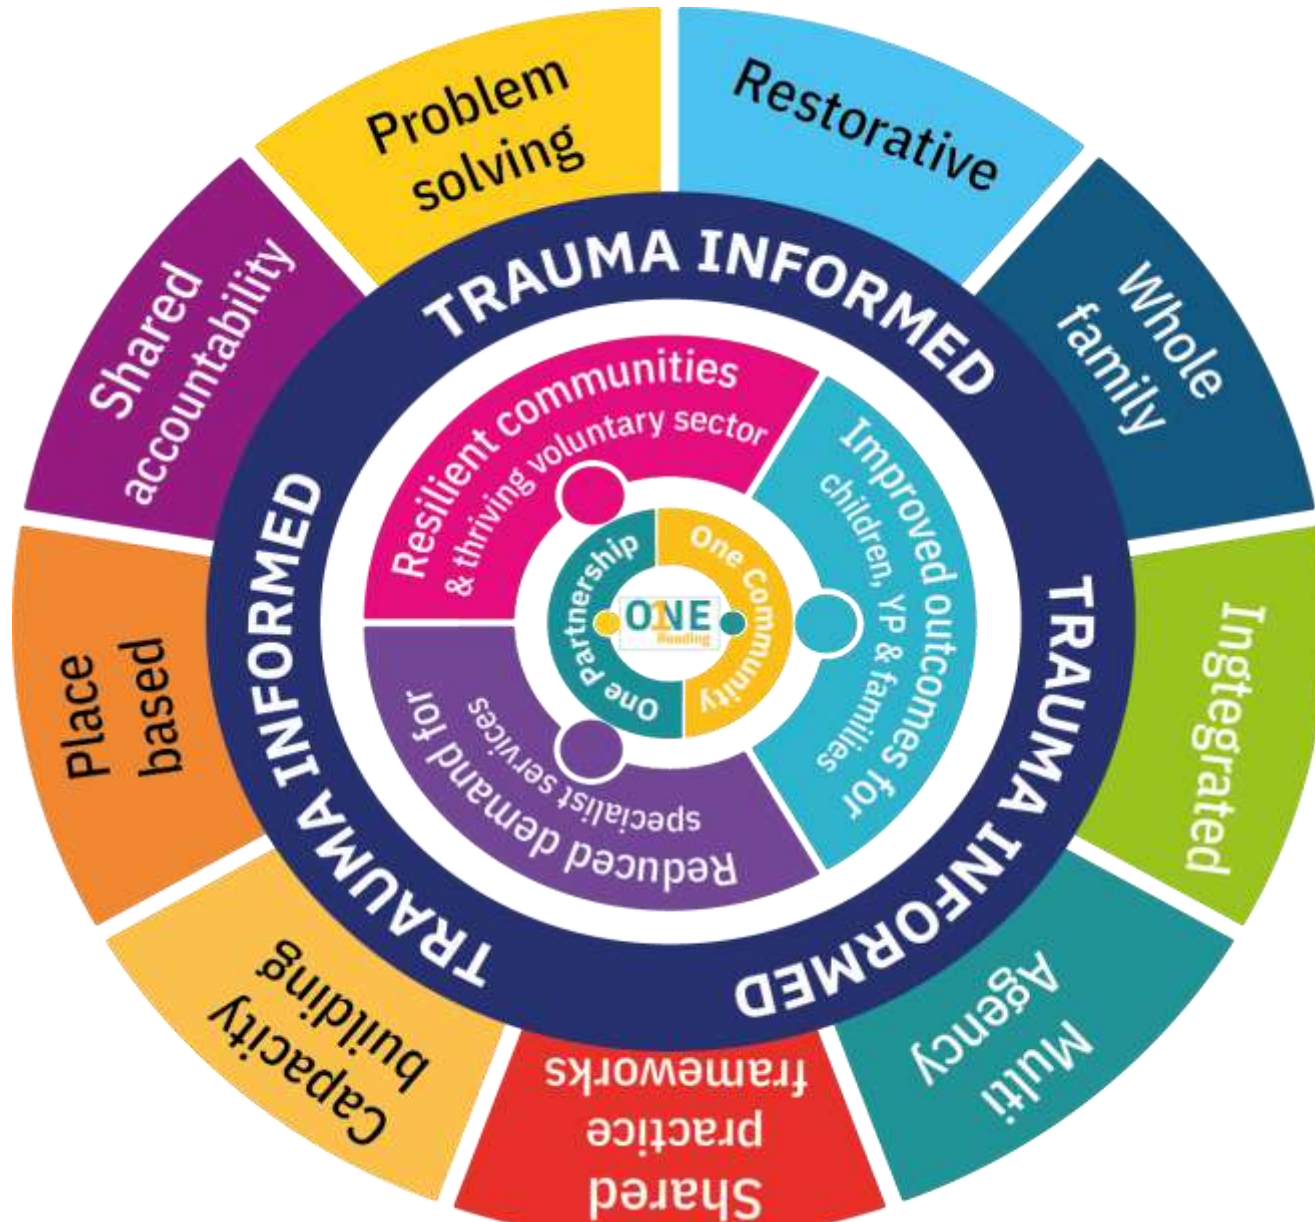 Problem
solving
Restorative
Whole
family
Ingtegrated
Multi
Agency
Shared
practice
frameworks
Capacity
building
Place
based
Shared
accountability
TRAUMA INFORMED
TRAUMA INFORMED
TRAUMA INFORMED
Resilient communities
& thriving voluntary sector
Improved outcomes for
children, YP & families
Reduced demand for
specialist services
One Partnership
One Community
O1NE
Reading